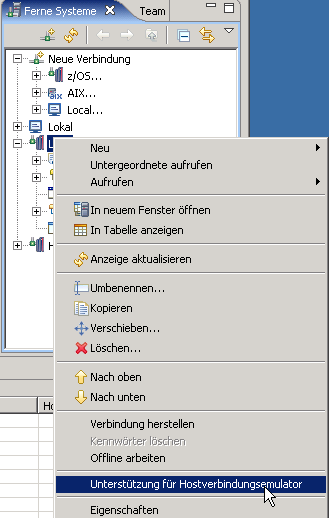 Ferne Systeme
Team
Neue Verbindung
z/OS...
AIX...
Local...
Lokal
L
Neu
Untergeordnete aufrufen
Aufrufen
In neuem Fenster öffnen
In Tabelle anzeigen
H
Anzeige aktualisieren
Umbenennen...
Kopieren
Verschieben...
Löschen...
Nach oben
Nach unten
Ho
Verbindung herstellen
Kennwörter löschen
Offline arbeiten
Unterstützung für Hostverbindungsemulator
Eigenschaften